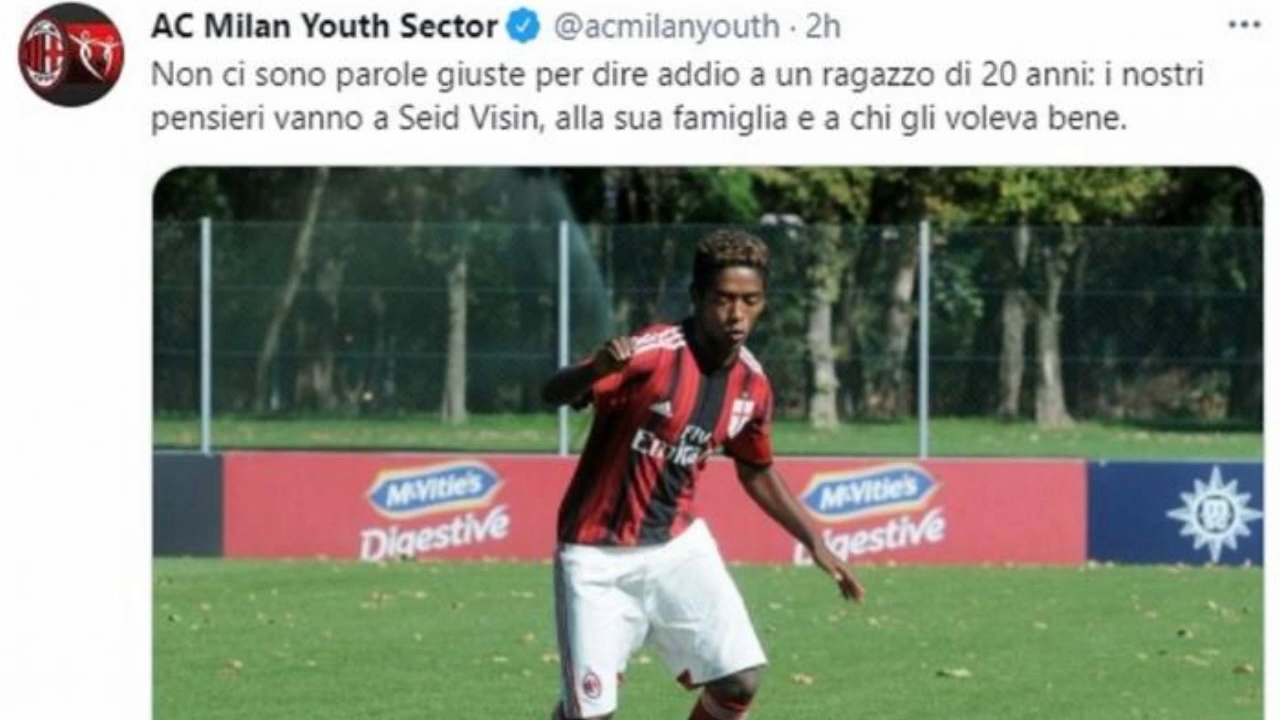 AC Milan Youth Sector @acmilanyouth · 2h
Non ci sono parole giuste per dire addio a un ragazzo di 20 anni: i nostri
pensieri vanno a Seid Visin, alla sua famiglia e a chi gli voleva bene.
Fly
Emirates
McVitie's
Digestive
McVitie's
Digestive